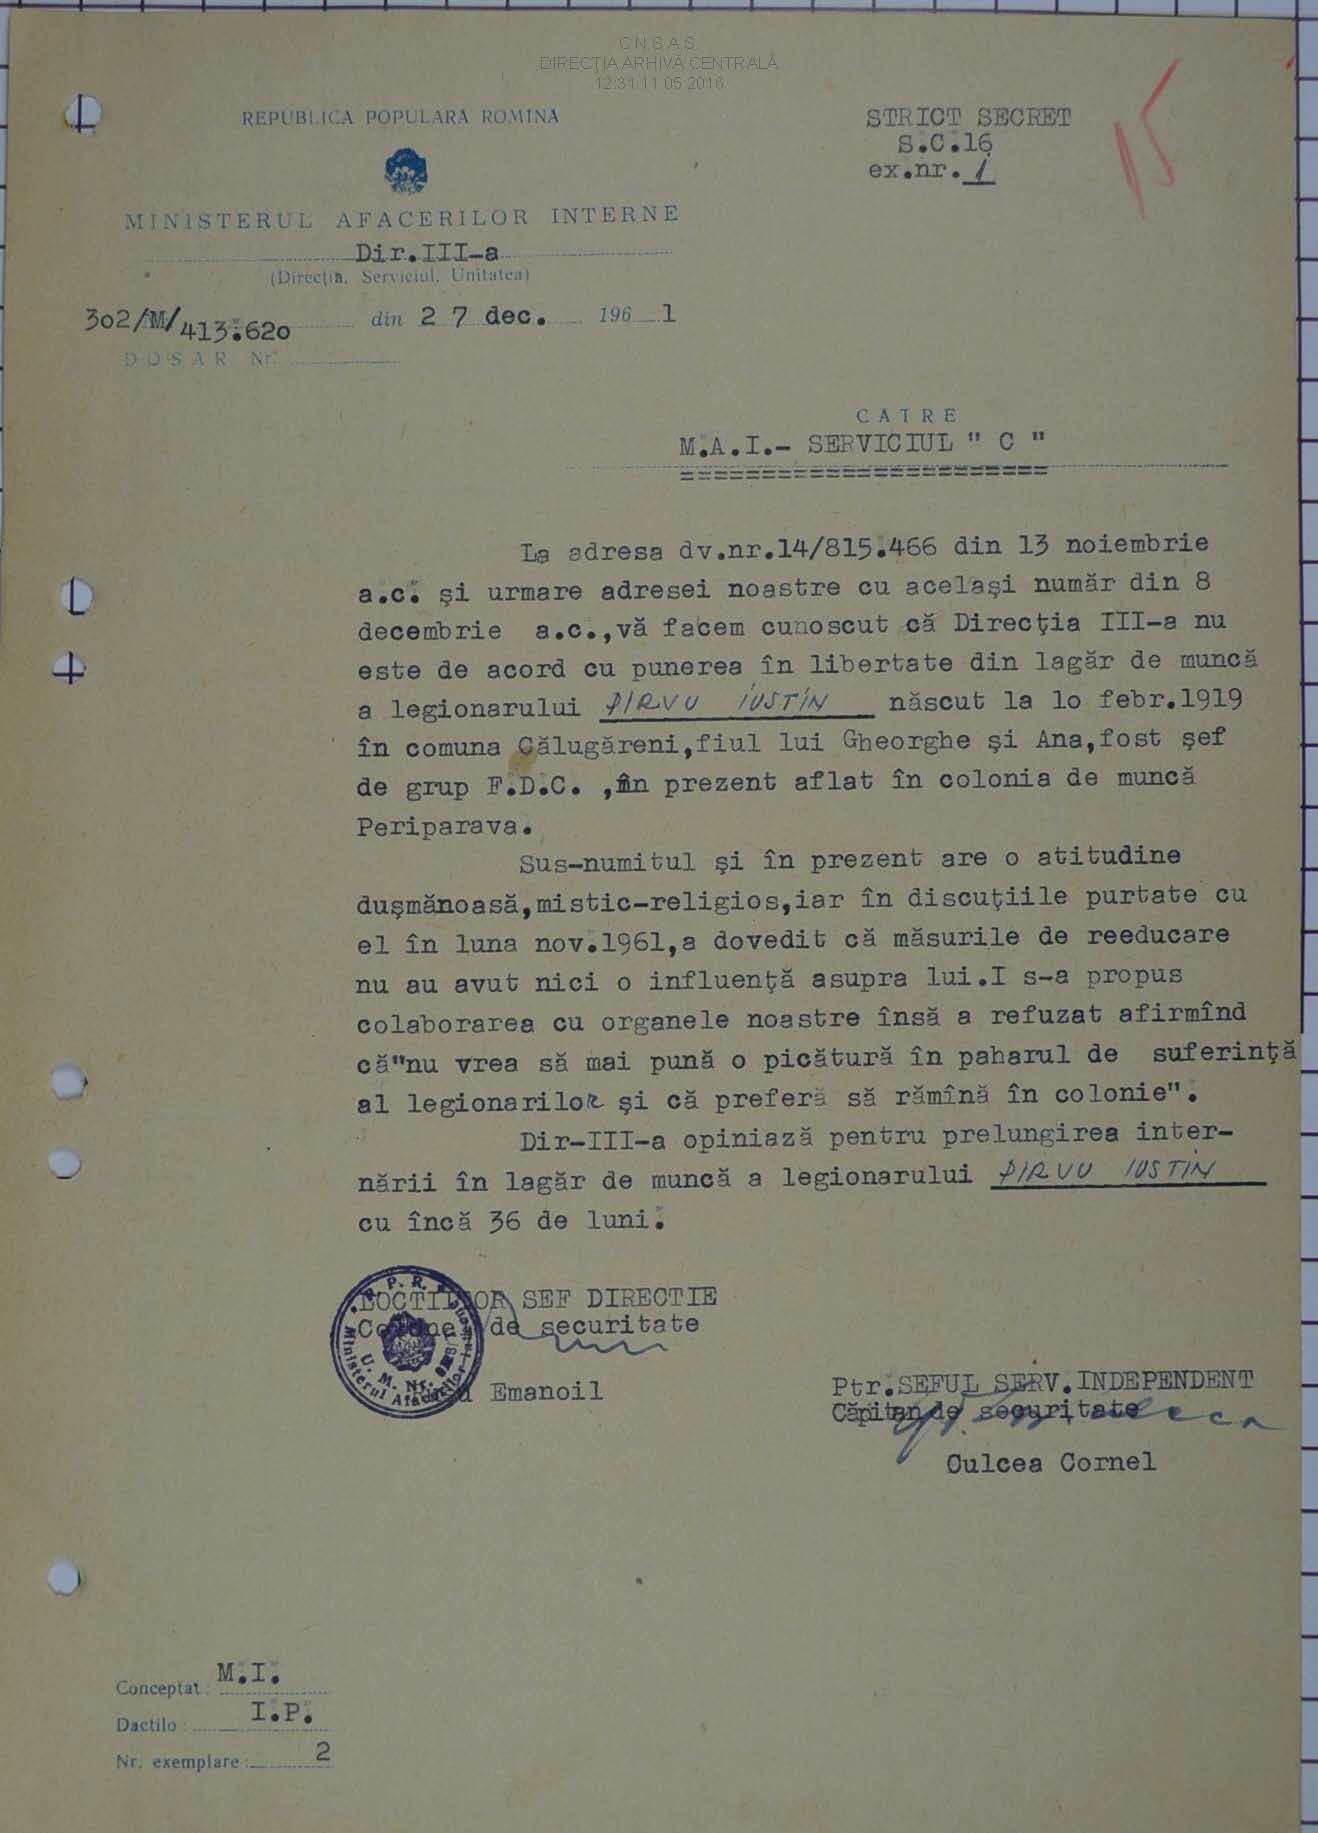 C.N.S.A.S.
DIRECȚIA ARHIVĂ CENTRALĂ
12:31 11 05 2016
15
REPUBLICA POPULARĂ ROMÎNĂ
STRICT SECRET
S.C.16
ex.nr. 1
MINISTERUL AFACERILOR INTERNE
Dir.III-a
(Direcția, Serviciul, Unitatea)
302/M/413.620 din 27 dec. 1961
DOSAR Nr.
CĂTRE
M.A.I.- SERVICIUL " C "
=======================
La adresa dv.nr.14/815.466 din 13 noiembrie
a.c. și urmare adresei noastre cu același număr din 8
decembrie a.c.,vă facem cunoscut că Direcția III-a nu
este de acord cu punerea în libertate din lagăr de muncă
a legionarului PIRVU IUSTIN născut la 10 febr.1919
în comuna Călugăreni,fiul lui Gheorghe și Ana,fost șef
de grup F.D.C. ,în prezent aflat în colonia de muncă
Periparava.
Sus-numitul și în prezent are o atitudine
dușmănoasă,mistic-religios,iar în discuțiile purtate cu
el în luna nov.1961,a dovedit că măsurile de reeducare
nu au avut nici o influență asupra lui.I s-a propus
colaborarea cu organele noastre însă a refuzat afirmînd
că"nu vrea să mai pună o picătură în paharul de suferință
al legionarilor și că preferă să rămînă în colonie".
Dir-III-a opiniază pentru prelungirea inter-
nării în lagăr de muncă a legionarului PIRVU IUSTIN
cu încă 36 de luni.
LOCTIITOR SEF DIRECTIE
Colonel de securitate
Emanoil
R.P.R. Ministerul Afacerilor Interne
U.M. Nr.
Ptr.SEFUL SERV.INDEPENDENT
Căpitan de securitate
Culcea Cornel
Conceptat : M.I.
Dactilo : I.P.
Nr. exemplare : 2